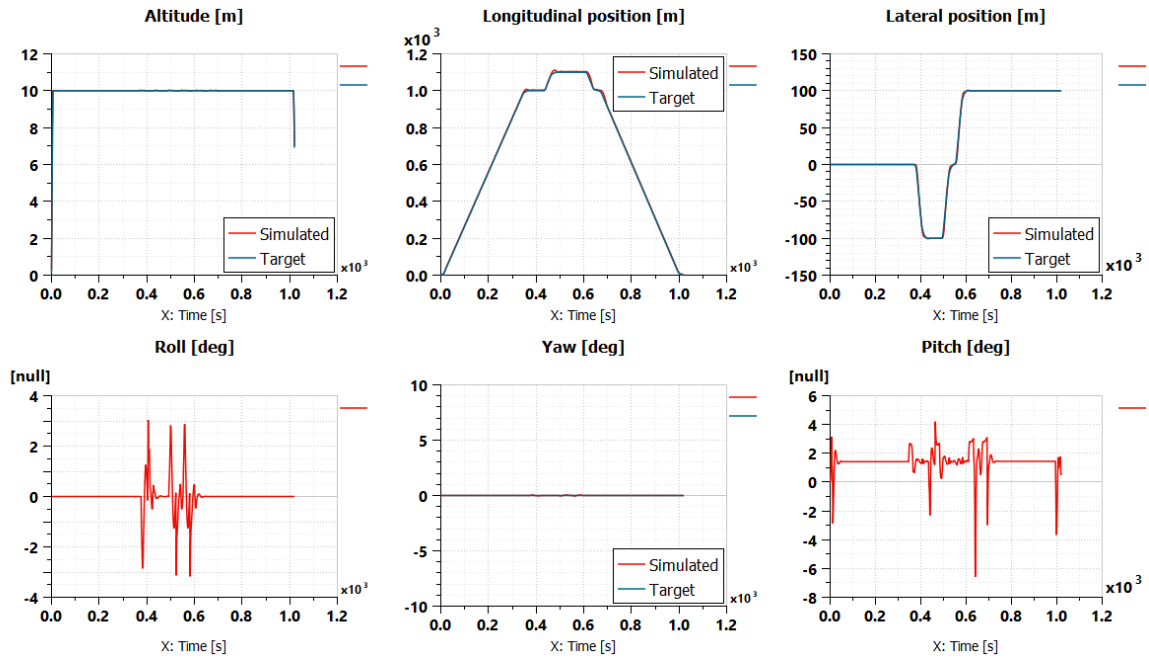 Altitude [m]
12
10
8
6
4
2
0
0.0 0.2 0.4 0.6 0.8 1.0 1.2
x10³
X: Time [s]
Simulated
Target
Longitudinal position [m]
x10³
1.2
1.0
0.8
0.6
0.4
0.2
0.0
0.0 0.2 0.4 0.6 0.8 1.0 1.2
x10³
X: Time [s]
Simulated
Target
Lateral position [m]
150
100
50
0
-50
-100
-150
0.0 0.2 0.4 0.6 0.8 1.0 1.2
x10³
X: Time [s]
Simulated
Target
Roll [deg]
[null]
4
2
0
-2
-4
0.0 0.2 0.4 0.6 0.8 1.0 1.2
x10³
X: Time [s]
Yaw [deg]
10
5
0
-5
-10
0.0 0.2 0.4 0.6 0.8 1.0 1.2
x10³
X: Time [s]
Simulated
Target
Pitch [deg]
[null]
6
4
2
0
-2
-4
-6
-8
0.0 0.2 0.4 0.6 0.8 1.0 1.2
x10³
X: Time [s]